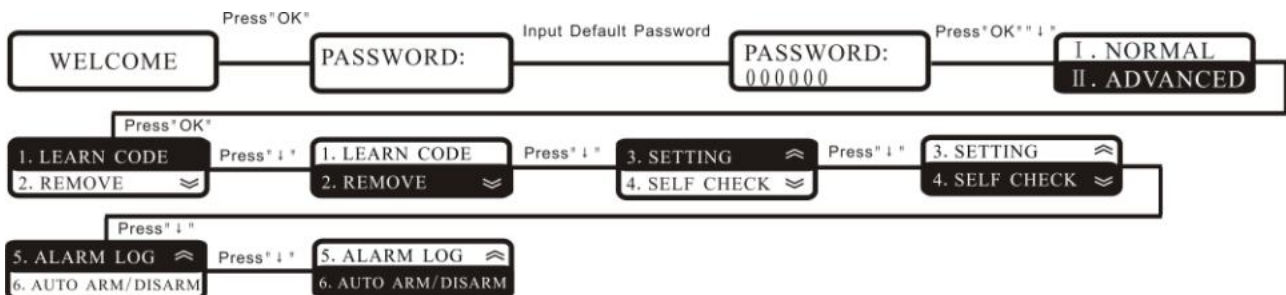 Press"OK"
WELCOME
PASSWORD:
Input Default Password
PASSWORD:
000000
Press"OK""↓"
Ⅰ. NORMAL
Ⅱ. ADVANCED
Press"OK"
1. LEARN CODE
2. REMOVE
Press"↓"
1. LEARN CODE
2. REMOVE
Press"↓"
3. SETTING
4. SELF CHECK
Press"↓"
3. SETTING
4. SELF CHECK
Press"↓"
5. ALARM LOG
6. AUTO ARM/DISARM
Press"↓"
5. ALARM LOG
6. AUTO ARM/DISARM